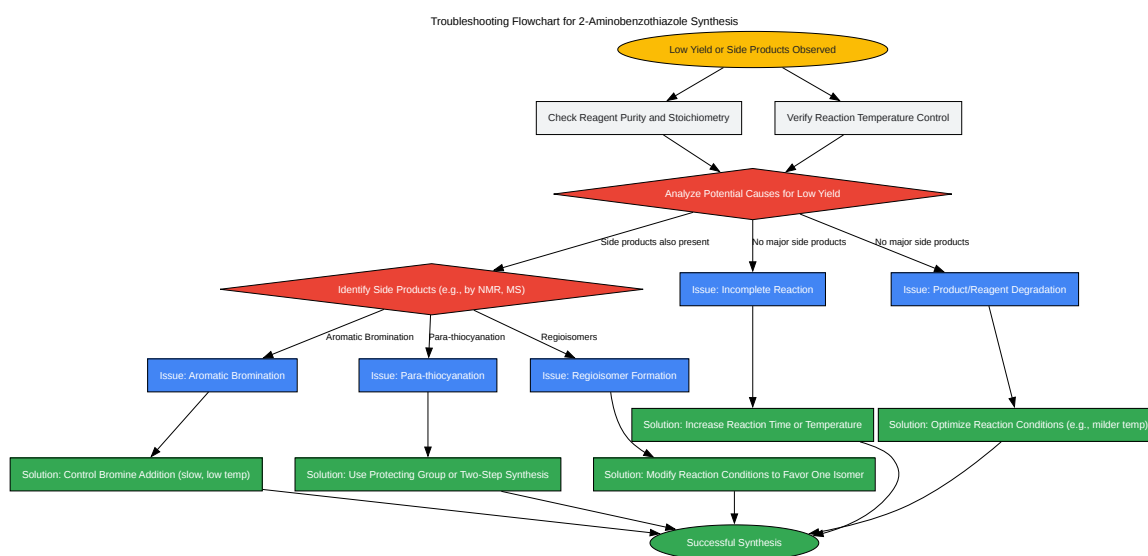 Troubleshooting Flowchart for 2-Aminobenzothiazole Synthesis
Low Yield or Side Products Observed
Check Reagent Purity and Stoichiometry
Verify Reaction Temperature Control
Analyze Potential Causes for Low Yield
Side products also present
No major side products
No major side products
Identify Side Products (e.g., by NMR, MS)
Issue: Incomplete Reaction
Issue: Product/Reagent Degradation
Aromatic Bromination
Para-thiocyanation
Regioisomers
Issue: Aromatic Bromination
Issue: Para-thiocyanation
Issue: Regioisomer Formation
Solution: Increase Reaction Time or Temperature
Solution: Optimize Reaction Conditions (e.g., milder temp)
Solution: Control Bromine Addition (slow, low temp)
Solution: Use Protecting Group or Two-Step Synthesis
Solution: Modify Reaction Conditions to Favor One Isomer
Successful Synthesis